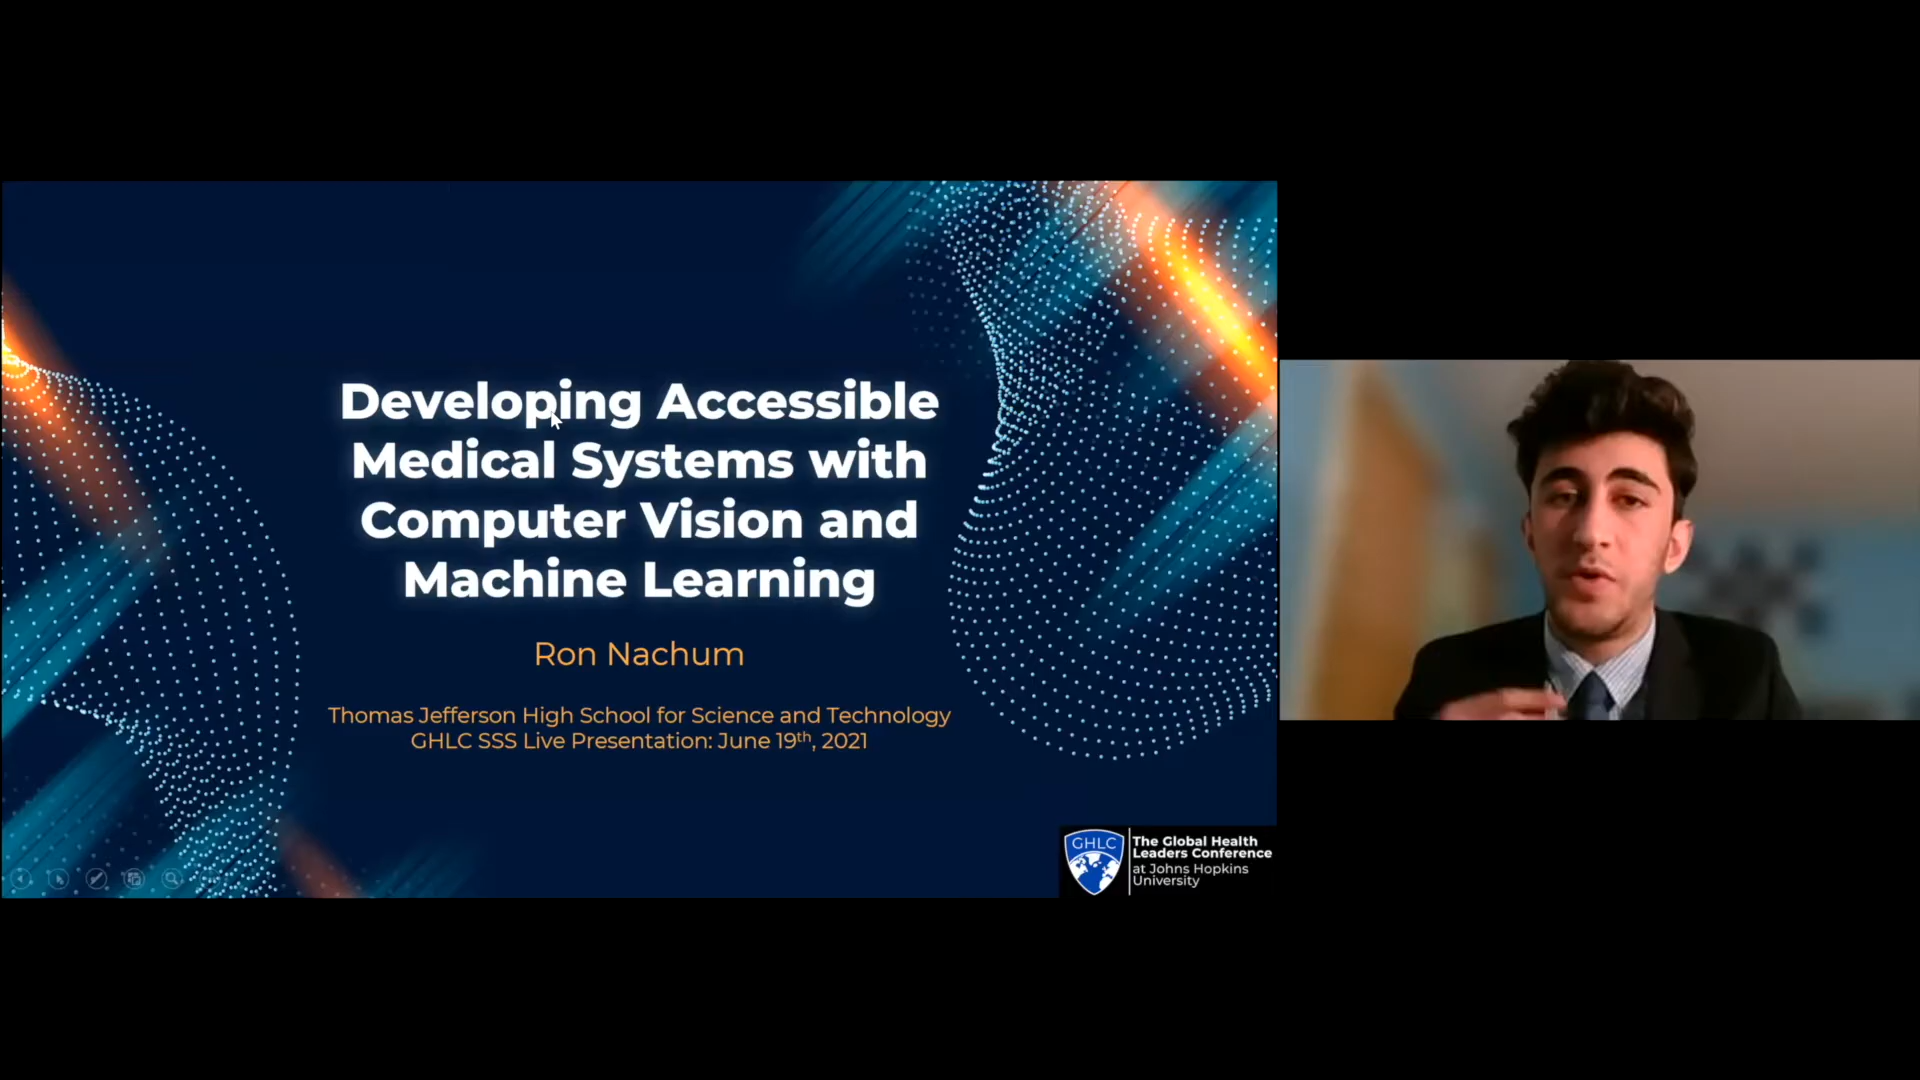 Developing Accessible
Medical Systems with
Computer Vision and
Machine Learning
Ron Nachum
Thomas Jefferson High School for Science and Technology
GHLC SSS Live Presentation: June 19th, 2021
GHLC
The Global Health
Leaders Conference
at Johns Hopkins
University